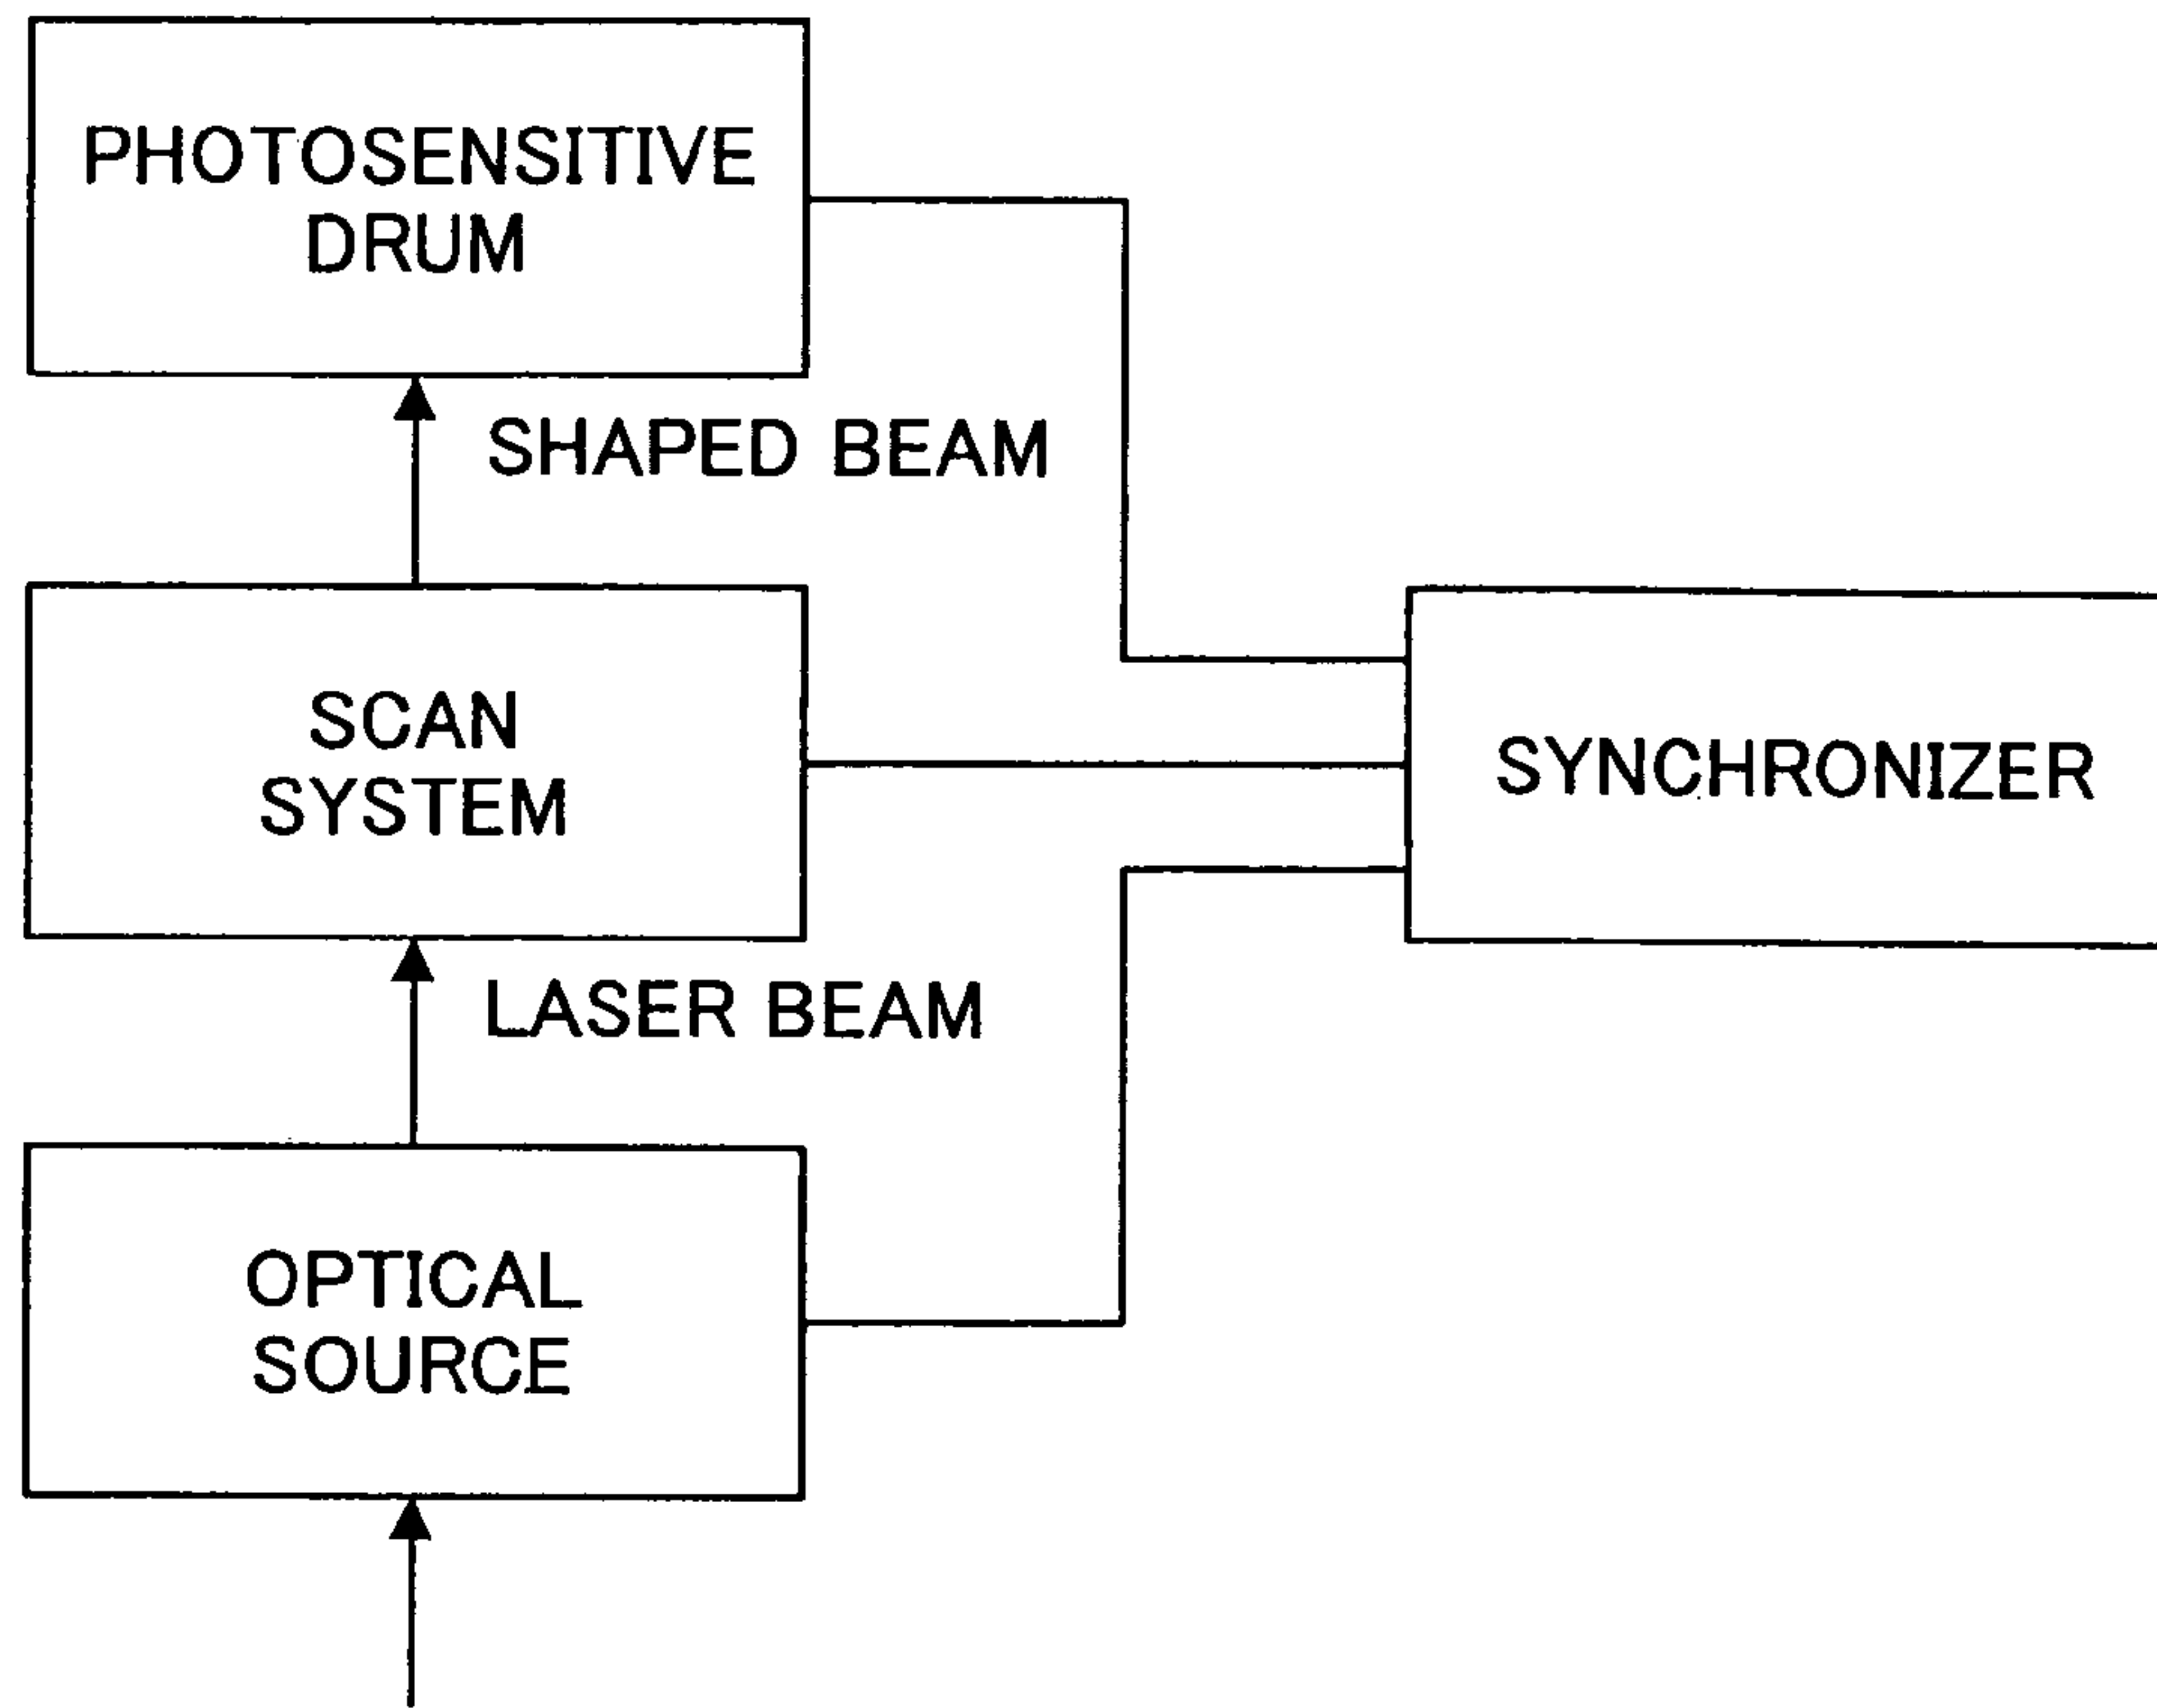 PHOTOSENSITIVE
DRUM
SHAPED BEAM
SCAN
SYSTEM
SYNCHRONIZER
LASER BEAM
OPTICAL
SOURCE